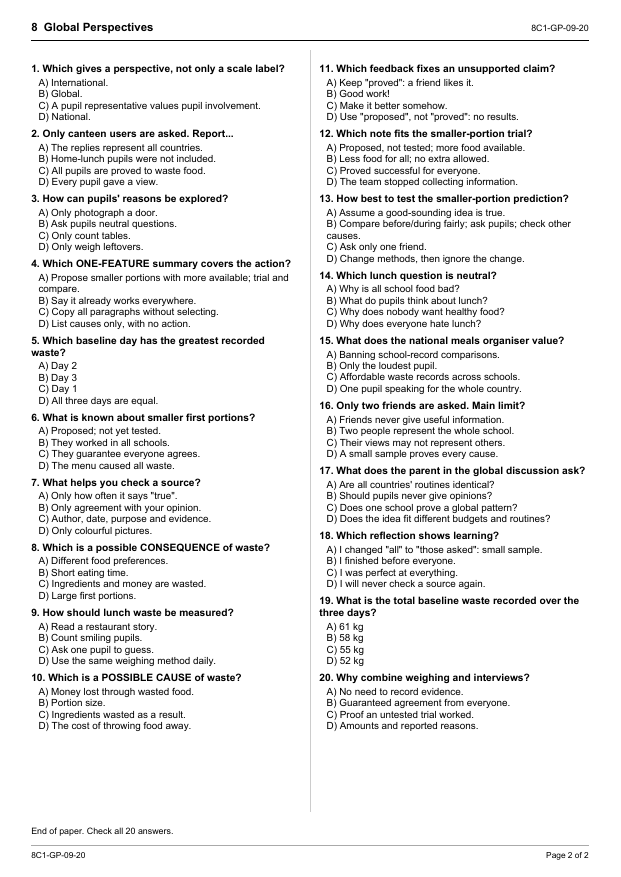 8 Global Perspectives
8C1-GP-09-20
1. Which gives a perspective, not only a scale label?
A) International.
B) Global.
C) A pupil representative values pupil involvement.
D) National.
2. Only canteen users are asked. Report...
A) The replies represent all countries.
B) Home-lunch pupils were not included.
C) All pupils are proved to waste food.
D) Every pupil gave a view.
3. How can pupils' reasons be explored?
A) Only photograph a door.
B) Ask pupils neutral questions.
C) Only count tables.
D) Only weigh leftovers.
4. Which ONE-FEATURE summary covers the action?
A) Propose smaller portions with more available; trial and
compare.
B) Say it already works everywhere.
C) Copy all paragraphs without selecting.
D) List causes only, with no action.
5. Which baseline day has the greatest recorded
waste?
A) Day 2
B) Day 3
C) Day 1
D) All three days are equal.
6. What is known about smaller first portions?
A) Proposed; not yet tested.
B) They worked in all schools.
C) They guarantee everyone agrees.
D) The menu caused all waste.
7. What helps you check a source?
A) Only how often it says "true".
B) Only agreement with your opinion.
C) Author, date, purpose and evidence.
D) Only colourful pictures.
8. Which is a possible CONSEQUENCE of waste?
A) Different food preferences.
B) Short eating time.
C) Ingredients and money are wasted.
D) Large first portions.
9. How should lunch waste be measured?
A) Read a restaurant story.
B) Count smiling pupils.
C) Ask one pupil to guess.
D) Use the same weighing method daily.
10. Which is a POSSIBLE CAUSE of waste?
A) Money lost through wasted food.
B) Portion size.
C) Ingredients wasted as a result.
D) The cost of throwing food away.
11. Which feedback fixes an unsupported claim?
A) Keep "proved": a friend likes it.
B) Good work!
C) Make it better somehow.
D) Use "proposed", not "proved": no results.
12. Which note fits the smaller-portion trial?
A) Proposed, not tested; more food available.
B) Less food for all; no extra allowed.
C) Proved successful for everyone.
D) The team stopped collecting information.
13. How best to test the smaller-portion prediction?
A) Assume a good-sounding idea is true.
B) Compare before/during fairly; ask pupils; check other
causes.
C) Ask only one friend.
D) Change methods, then ignore the change.
14. Which lunch question is neutral?
A) Why is all school food bad?
B) What do pupils think about lunch?
C) Why does nobody want healthy food?
D) Why does everyone hate lunch?
15. What does the national meals organiser value?
A) Banning school-record comparisons.
B) Only the loudest pupil.
C) Affordable waste records across schools.
D) One pupil speaking for the whole country.
16. Only two friends are asked. Main limit?
A) Friends never give useful information.
B) Two people represent the whole school.
C) Their views may not represent others.
D) A small sample proves every cause.
17. What does the parent in the global discussion ask?
A) Are all countries' routines identical?
B) Should pupils never give opinions?
C) Does one school prove a global pattern?
D) Does the idea fit different budgets and routines?
18. Which reflection shows learning?
A) I changed "all" to "those asked": small sample.
B) I finished before everyone.
C) I was perfect at everything.
D) I will never check a source again.
19. What is the total baseline waste recorded over the
three days?
A) 61 kg
B) 58 kg
C) 55 kg
D) 52 kg
20. Why combine weighing and interviews?
A) No need to record evidence.
B) Guaranteed agreement from everyone.
C) Proof an untested trial worked.
D) Amounts and reported reasons.
End of paper. Check all 20 answers.
8C1-GP-09-20
Page 2 of 2